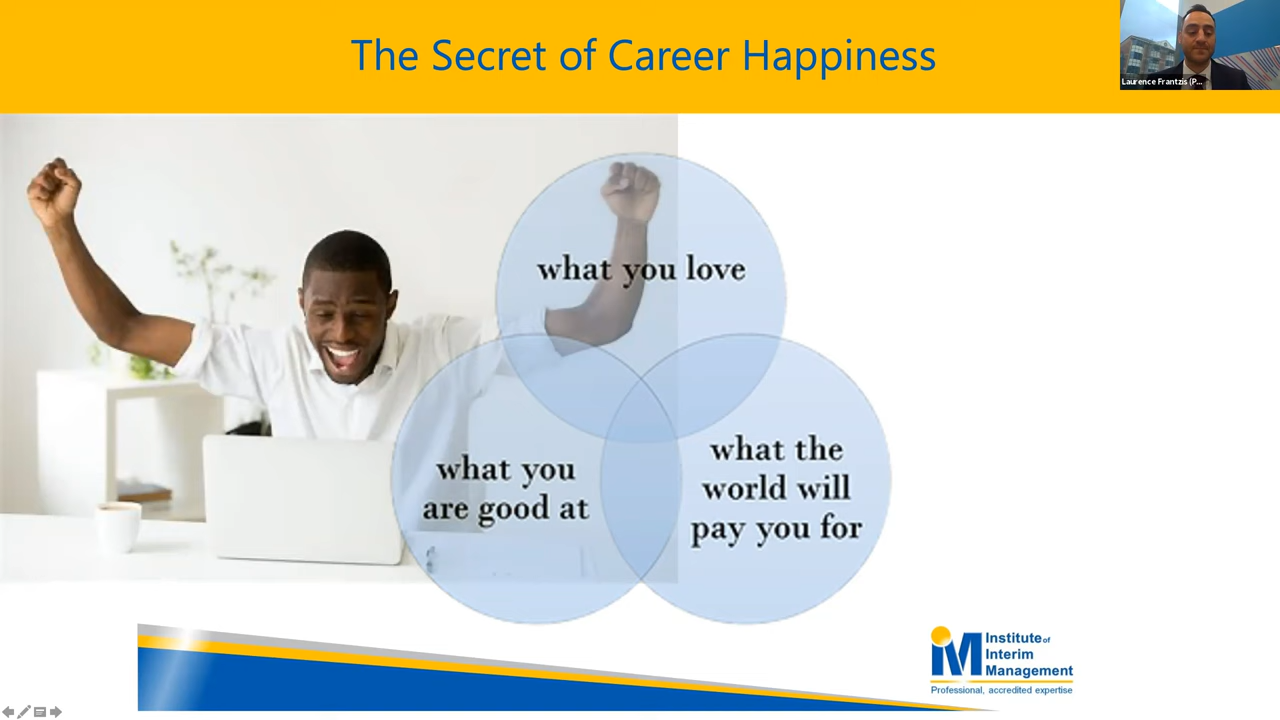 The Secret of Career Happiness
Laurence Frantzis (P...
what you love
what you
are good at
what the
world will
pay you for
IM
Institute of
Interim
Management
Professional, accredited expertise